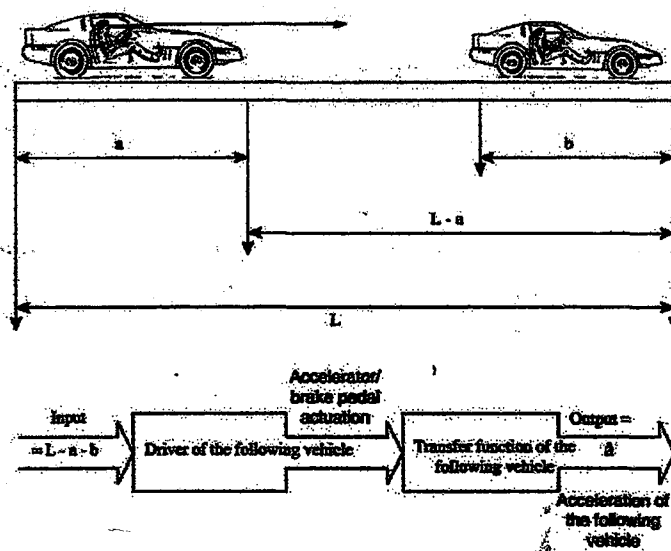 a
b
L - a
L
Input
= L - a - b
Driver of the following vehicle
Accelerator/
brake pedal
actuation
Transfer function of the
following vehicle
Output =
ä
Acceleration of
the following
vehicle